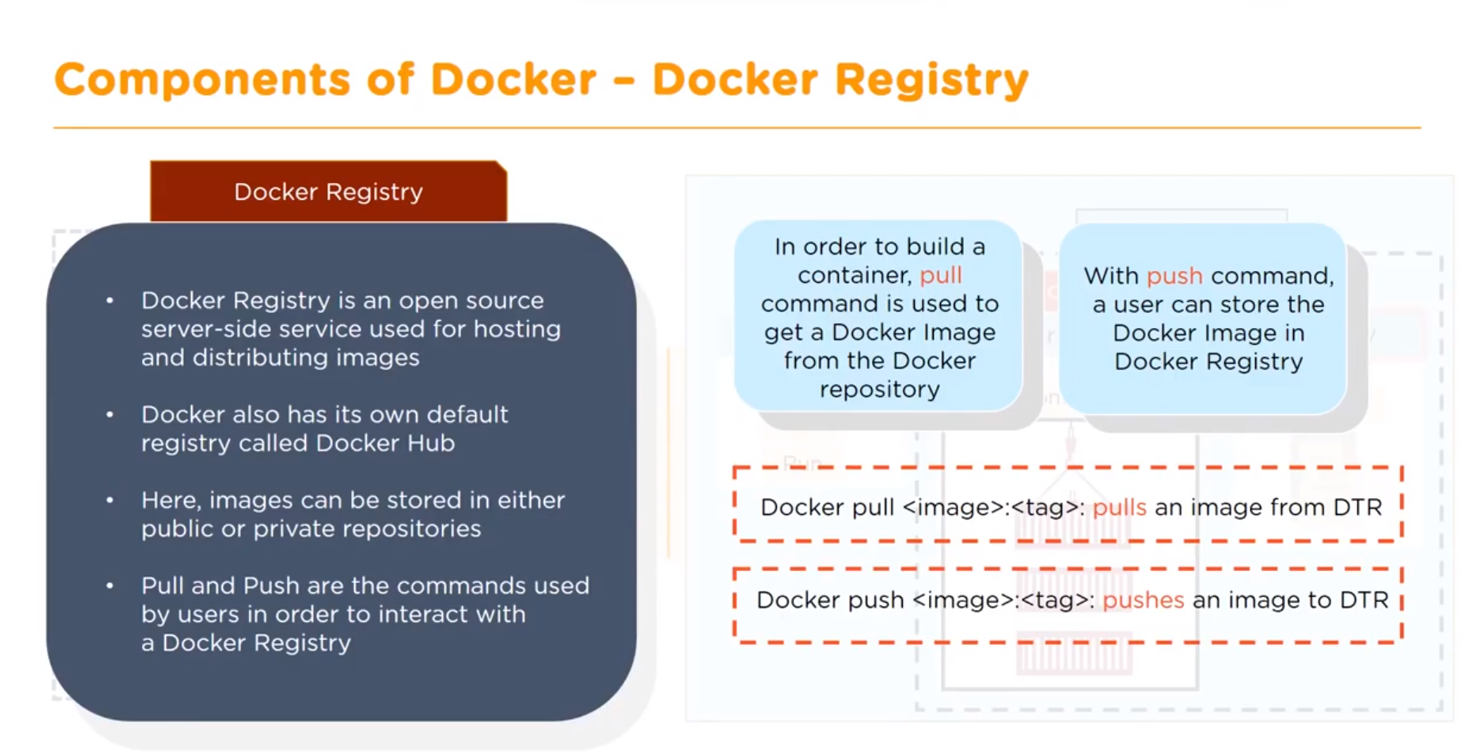 Components of Docker – Docker Registry
Docker Registry
• Docker Registry is an open source
server-side service used for hosting
and distributing images
• Docker also has its own default
registry called Docker Hub
• Here, images can be stored in either
public or private repositories
• Pull and Push are the commands used
by users in order to interact with
a Docker Registry
In order to build a
container, pull
command is used to
get a Docker Image
from the Docker
repository
With push command,
a user can store the
Docker Image in
Docker Registry
Run
Docker pull <image>:<tag>: pulls an image from DTR
Docker push <image>:<tag>: pushes an image to DTR